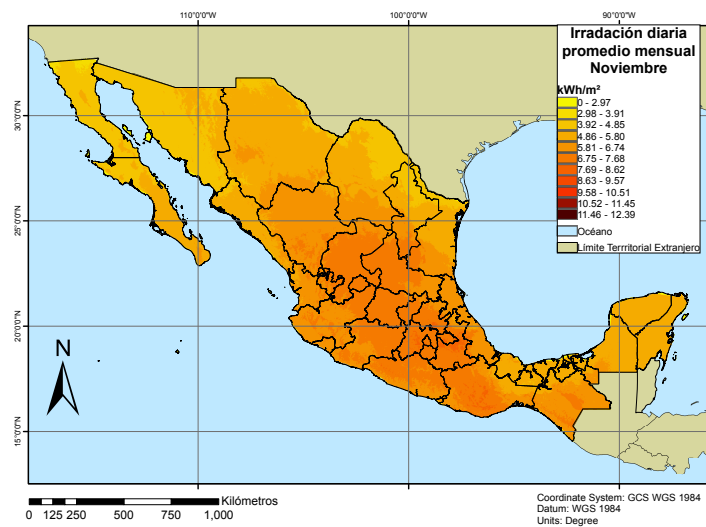 110°0'0"W
100°0'0"W
90°0'0"W
Irradación diaria
promedio mensual
Noviembre
kWh/m²
0 - 2.97
2.98 - 3.91
3.92 - 4.85
4.86 - 5.80
5.81 - 6.74
6.75 - 7.68
7.69 - 8.62
8.63 - 9.57
9.58 - 10.51
10.52 - 11.45
11.46 - 12.39
Océano
Límite Terrritorial Extranjero
30°0'0"N
25°0'0"N
20°0'0"N
15°0'0"N
N
Kilómetros
0 125 250 500 750 1,000
Coordinate System: GCS WGS 1984
Datum: WGS 1984
Units: Degree